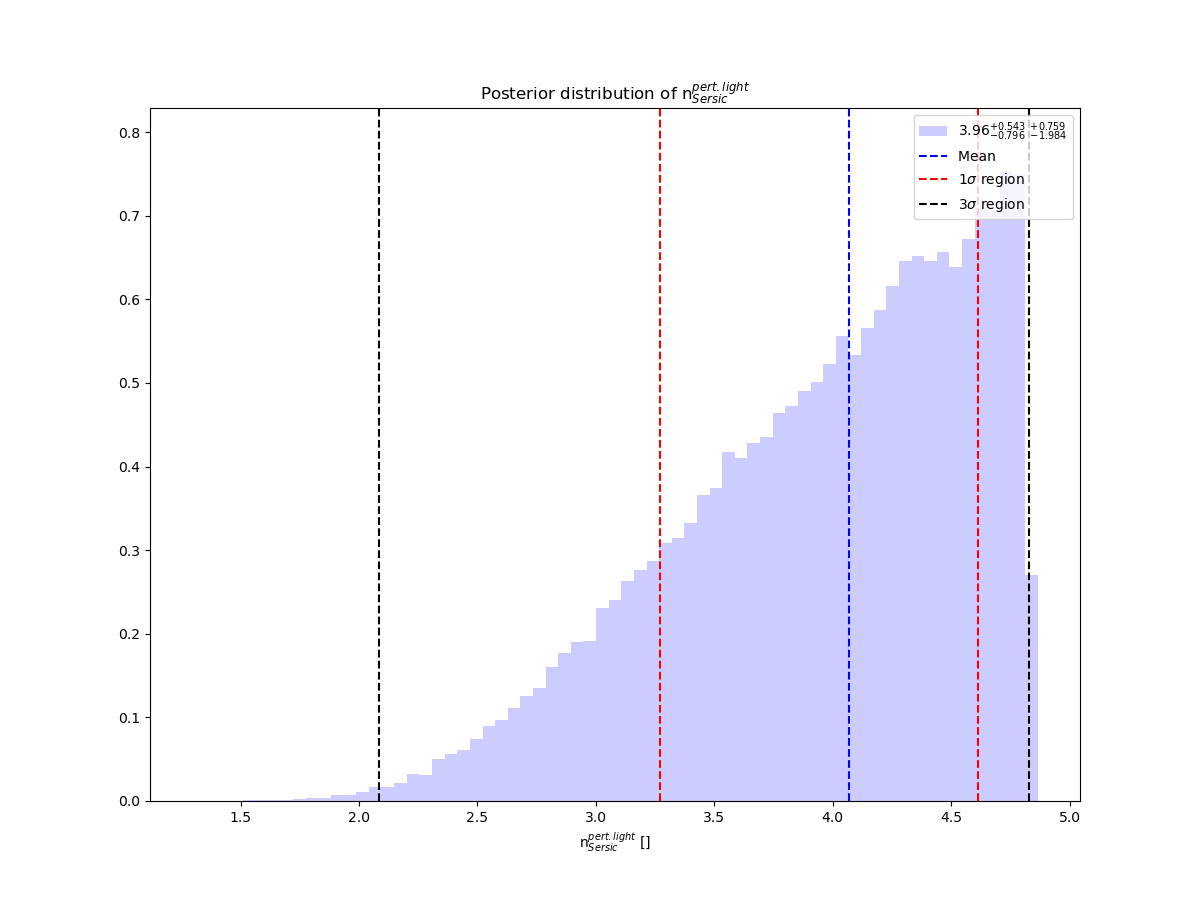 Posterior distribution of n_{Sersic}^{pert. light}
3.96^{+0.543}_{-0.796} ^{+0.759}_{-1.984}
Mean
1σ region
3σ region
0.8
0.7
0.6
0.5
0.4
0.3
0.2
0.1
0.0
1.5 2.0 2.5 3.0 3.5 4.0 4.5 5.0
n_{Sersic}^{pert. light} []